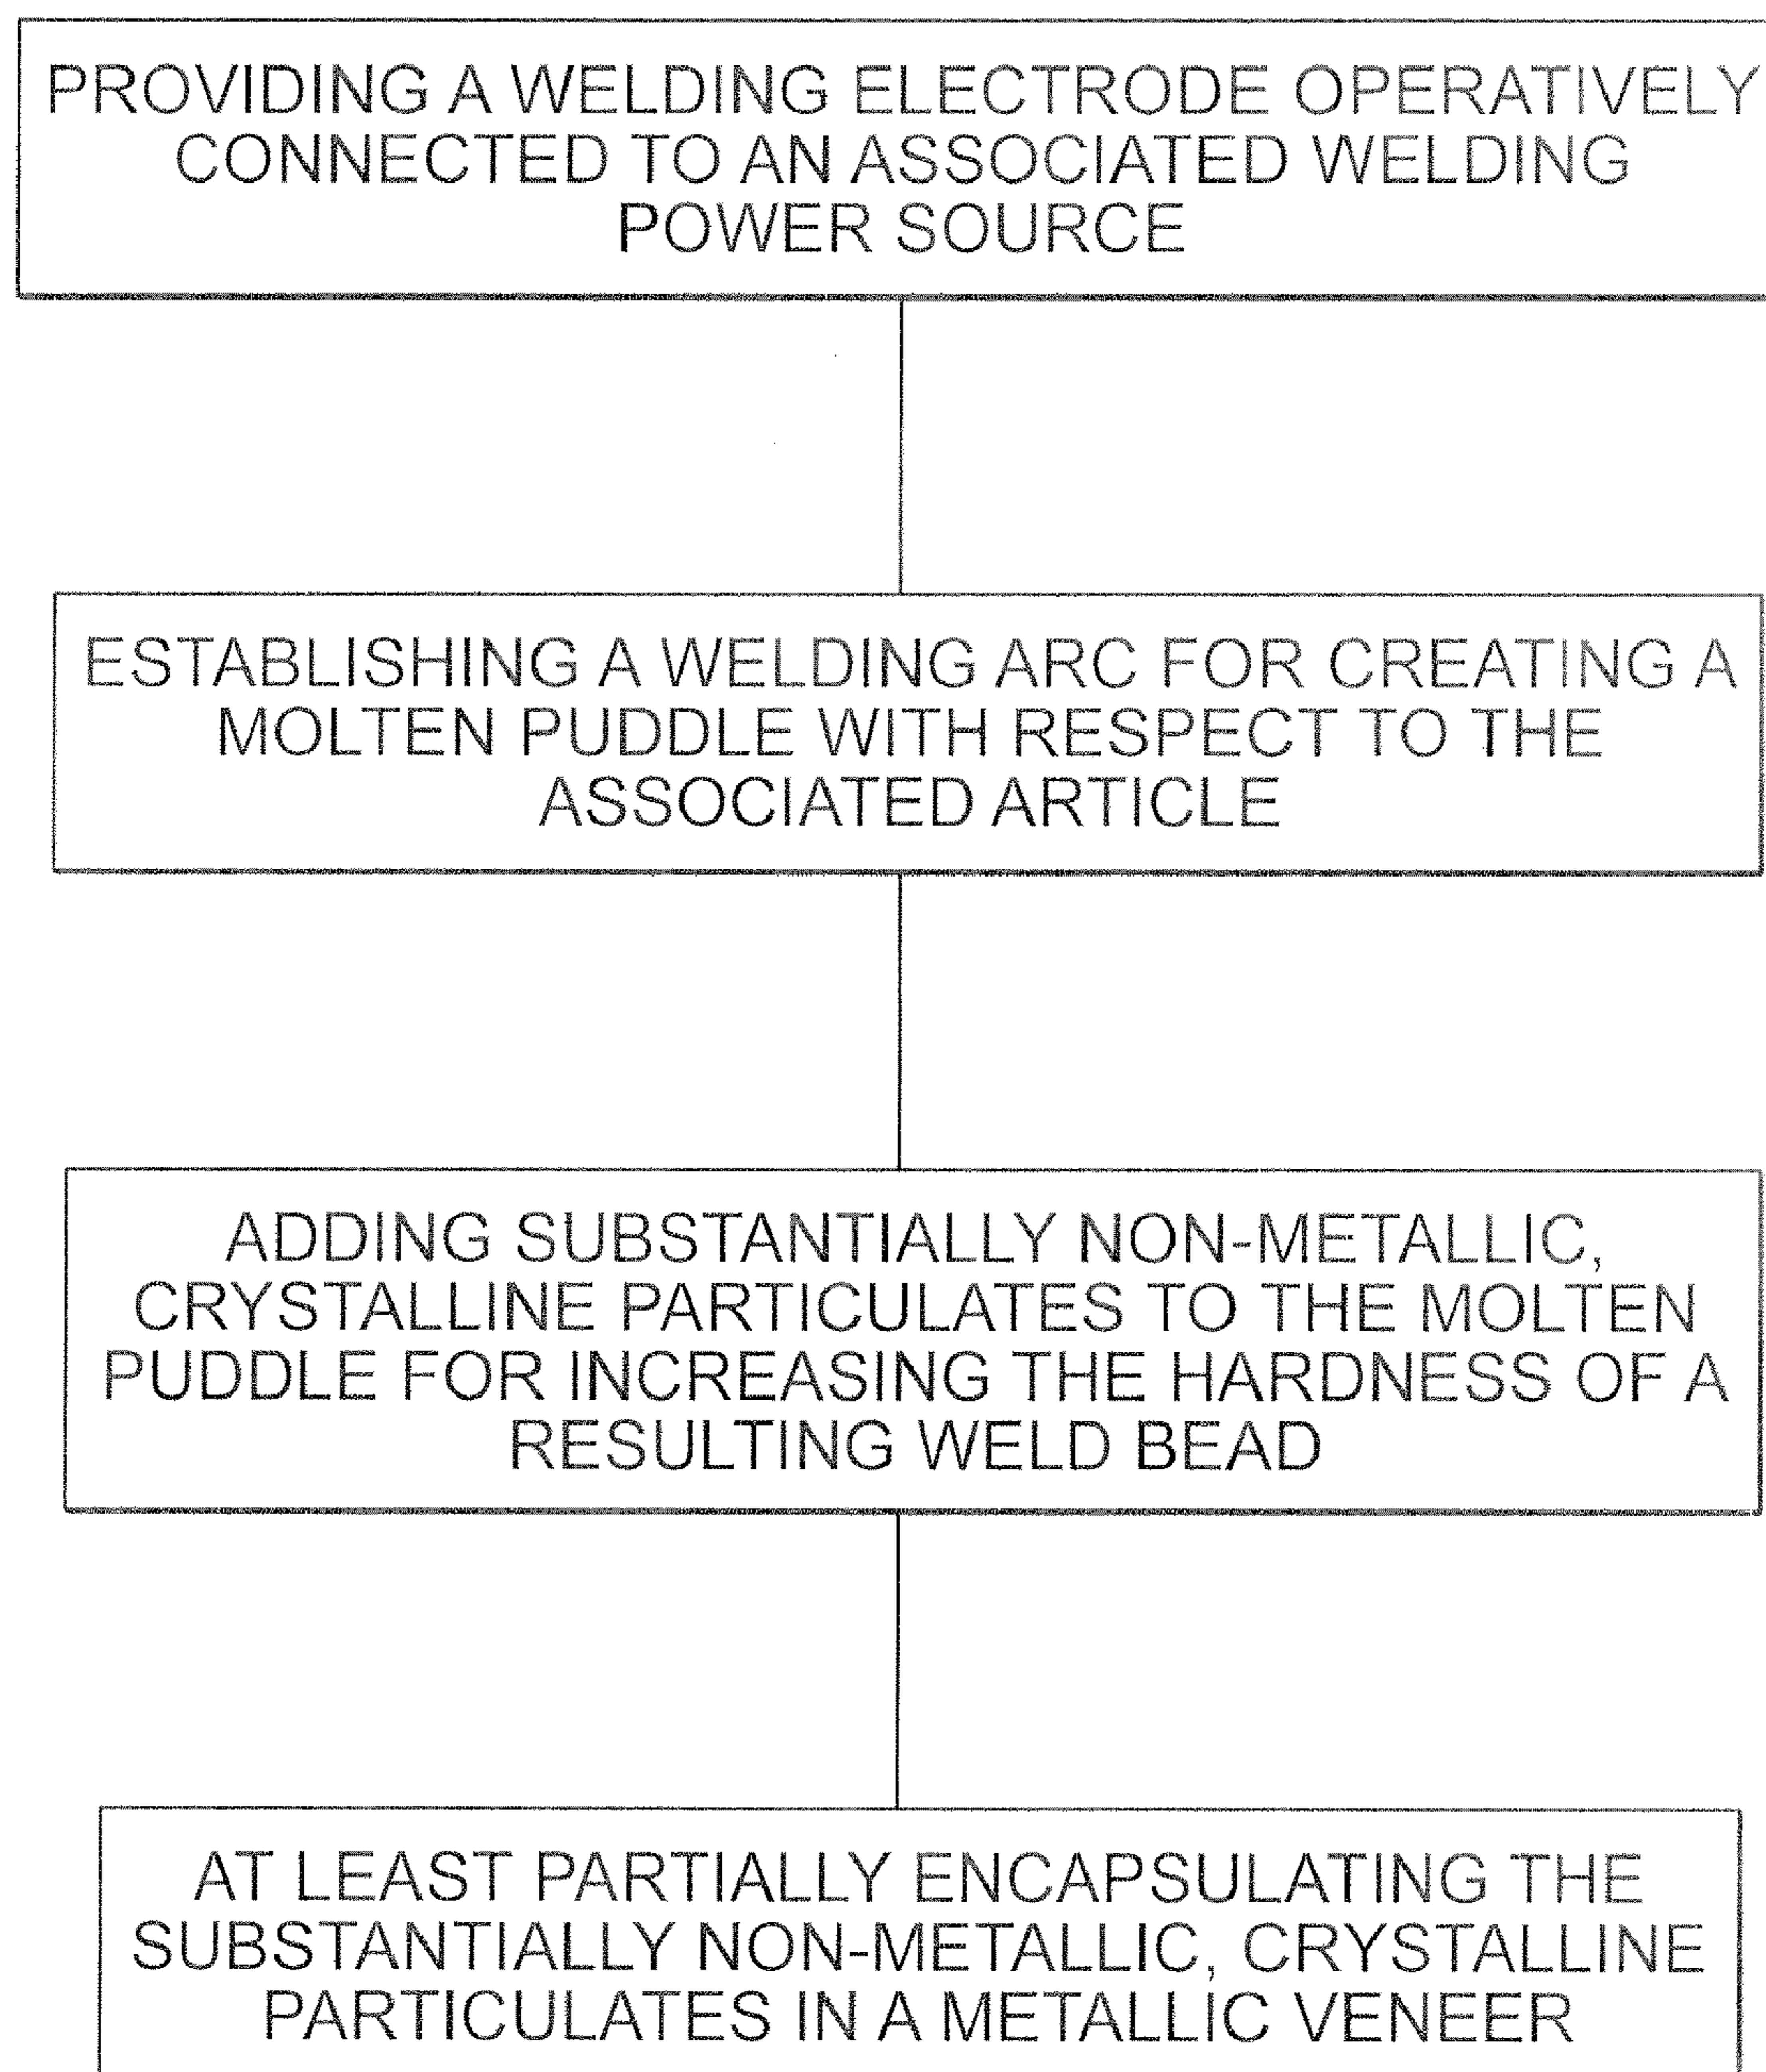 PROVIDING A WELDING ELECTRODE OPERATIVELY
CONNECTED TO AN ASSOCIATED WELDING
POWER SOURCE
ESTABLISHING A WELDING ARC FOR CREATING A
MOLTEN PUDDLE WITH RESPECT TO THE
ASSOCIATED ARTICLE
ADDING SUBSTANTIALLY NON-METALLIC,
CRYSTALLINE PARTICULATES TO THE MOLTEN
PUDDLE FOR INCREASING THE HARDNESS OF A
RESULTING WELD BEAD
AT LEAST PARTIALLY ENCAPSULATING THE
SUBSTANTIALLY NON-METALLIC, CRYSTALLINE
PARTICULATES IN A METALLIC VENEER